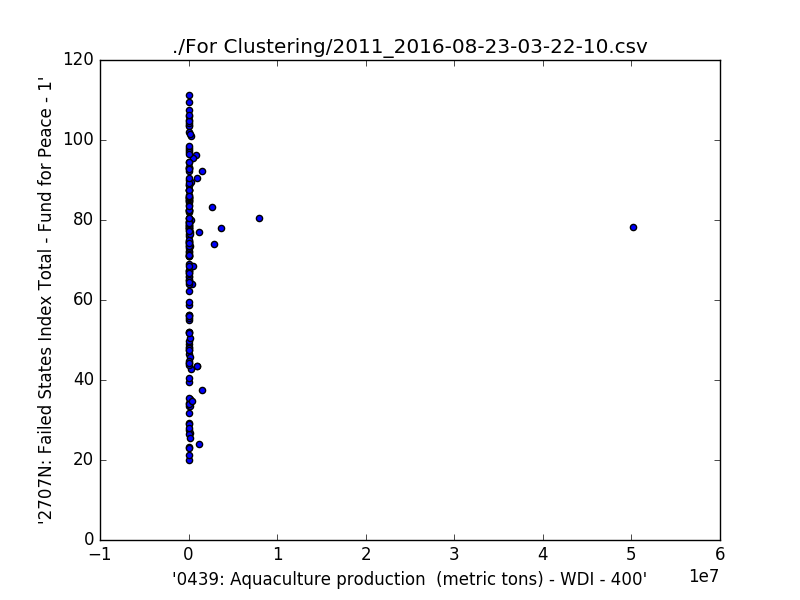 ./For Clustering/2011_2016-08-23-03-22-10.csv
120
100
80
60
40
20
0
'2707N: Failed States Index Total - Fund for Peace - 1'
−1 0 1 2 3 4 5 6
1e7
'0439: Aquaculture production  (metric tons) - WDI - 400'